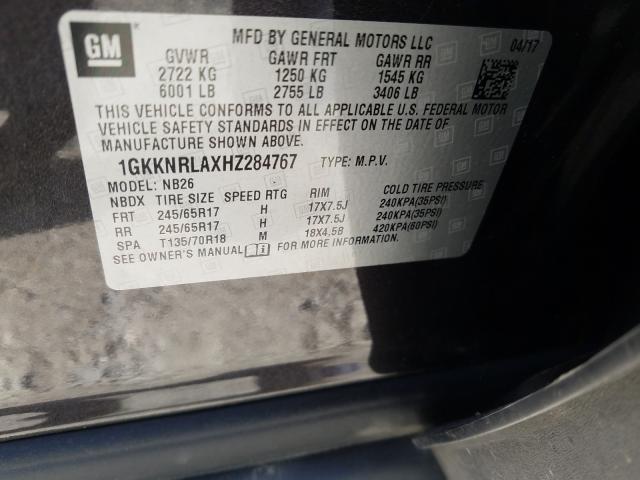 GM
MFD BY GENERAL MOTORS LLC 04/17
GVWR GAWR FRT GAWR RR
2722 KG 1250 KG 1545 KG
6001 LB 2755 LB 3406 LB
THIS VEHICLE CONFORMS TO ALL APPLICABLE U.S. FEDERAL MOTOR
VEHICLE SAFETY STANDARDS IN EFFECT ON THE DATE OF
MANUFACTURE SHOWN ABOVE.
1GKKNRLAXHZ284767 TYPE: M.P.V.
MODEL: NB26
NBDX TIRE SIZE SPEED RTG RIM COLD TIRE PRESSURE
FRT 245/65R17 H 17X7.5J 240KPA(35PSI)
RR 245/65R17 H 17X7.5J 240KPA(35PSI)
SPA T135/70R18 M 18X4.5B 420KPA(60PSI)
SEE OWNER'S MANUAL FOR MORE INFORMATION.